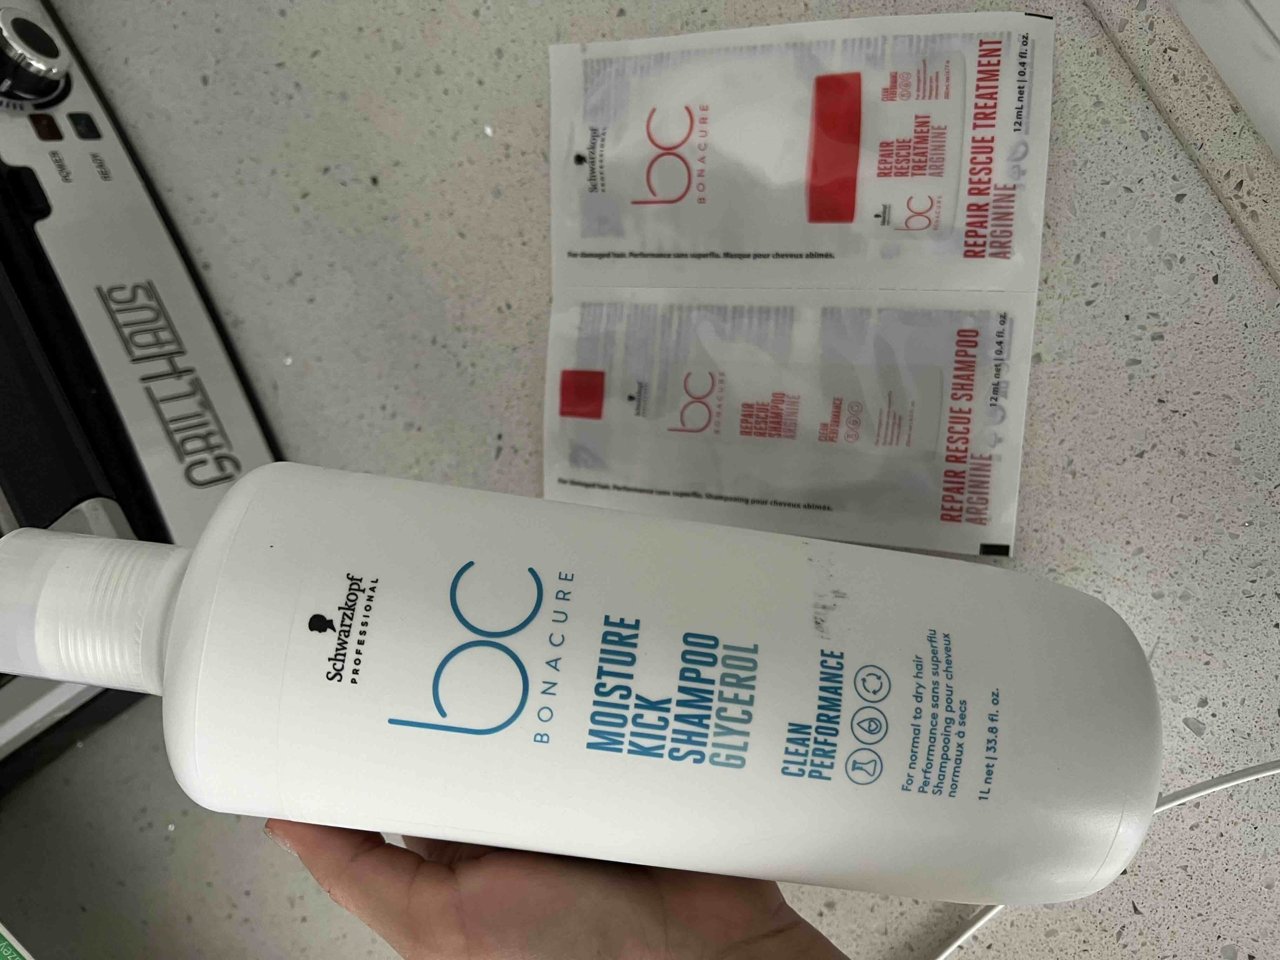 Schwarzkopf
PROFESSIONAL
bc
BONACURE
MOISTURE
KICK
SHAMPOO
GLYCEROL
CLEAN
PERFORMANCE
For normal to dry hair
Performance sans superflu
Shampooing pour cheveux
normaux à secs
1L net | 33.8 fl. oz.
Schwarzkopf
PROFESSIONAL
bc
BONACURE
REPAIR
RESCUE
TREATMENT
ARGININE
CLEAN
PERFORMANCE
bc
BONACURE
For damaged hair. Performance sans superflu. Masque pour cheveux abîmés.
REPAIR RESCUE TREATMENT
ARGININE
12mL net | 0.4 fl. oz.
bc
BONACURE
REPAIR
RESCUE
SHAMPOO
ARGININE
CLEAN
PERFORMANCE
For damaged hair. Performance sans superflu. Shampooing pour cheveux abîmés.
REPAIR RESCUE SHAMPOO
ARGININE
12mL net | 0.4 fl. oz.
GRILLHAUS
POWER
READY